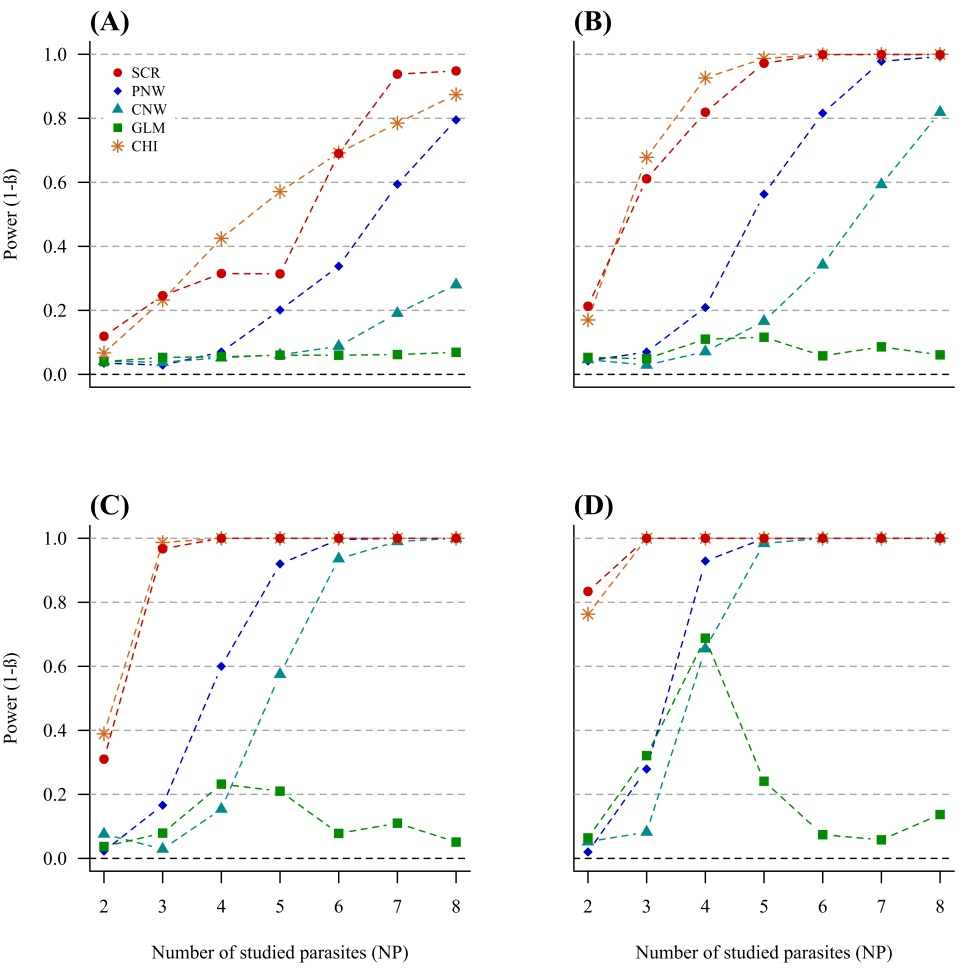 (A)
Power (1-ß)
1.0
0.8
0.6
0.4
0.2
0.0
SCR
PNW
CNW
GLM
CHI
(B)
(C)
Power (1-ß)
1.0
0.8
0.6
0.4
0.2
0.0
2 3 4 5 6 7 8
Number of studied parasites (NP)
(D)
2 3 4 5 6 7 8
Number of studied parasites (NP)